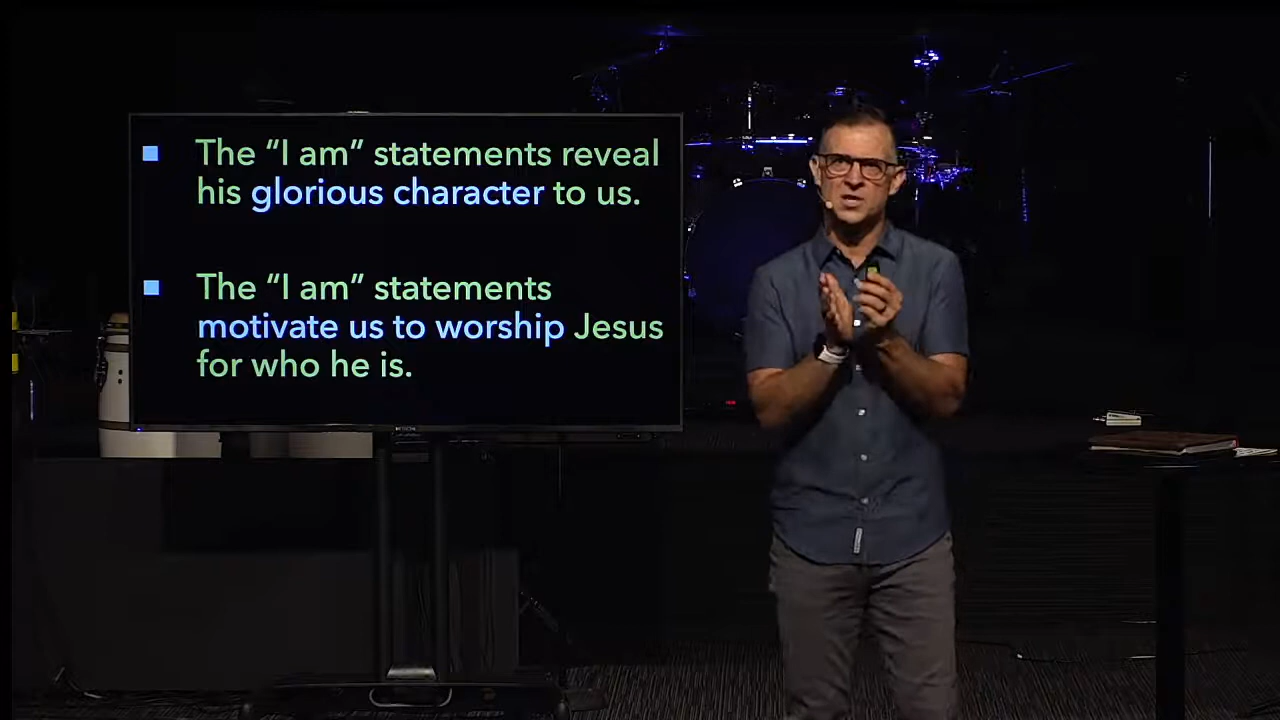 The “I am” statements reveal
his glorious character to us.
The “I am” statements
motivate us to worship Jesus
for who he is.